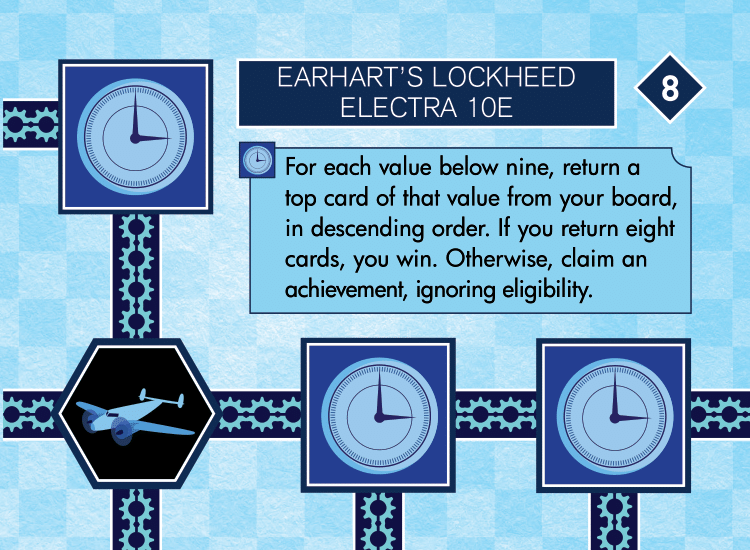 EARHART'S LOCKHEED
ELECTRA 10E
8
For each value below nine, return a
top card of that value from your board,
in descending order. If you return eight
cards, you win. Otherwise, claim an
achievement, ignoring eligibility.